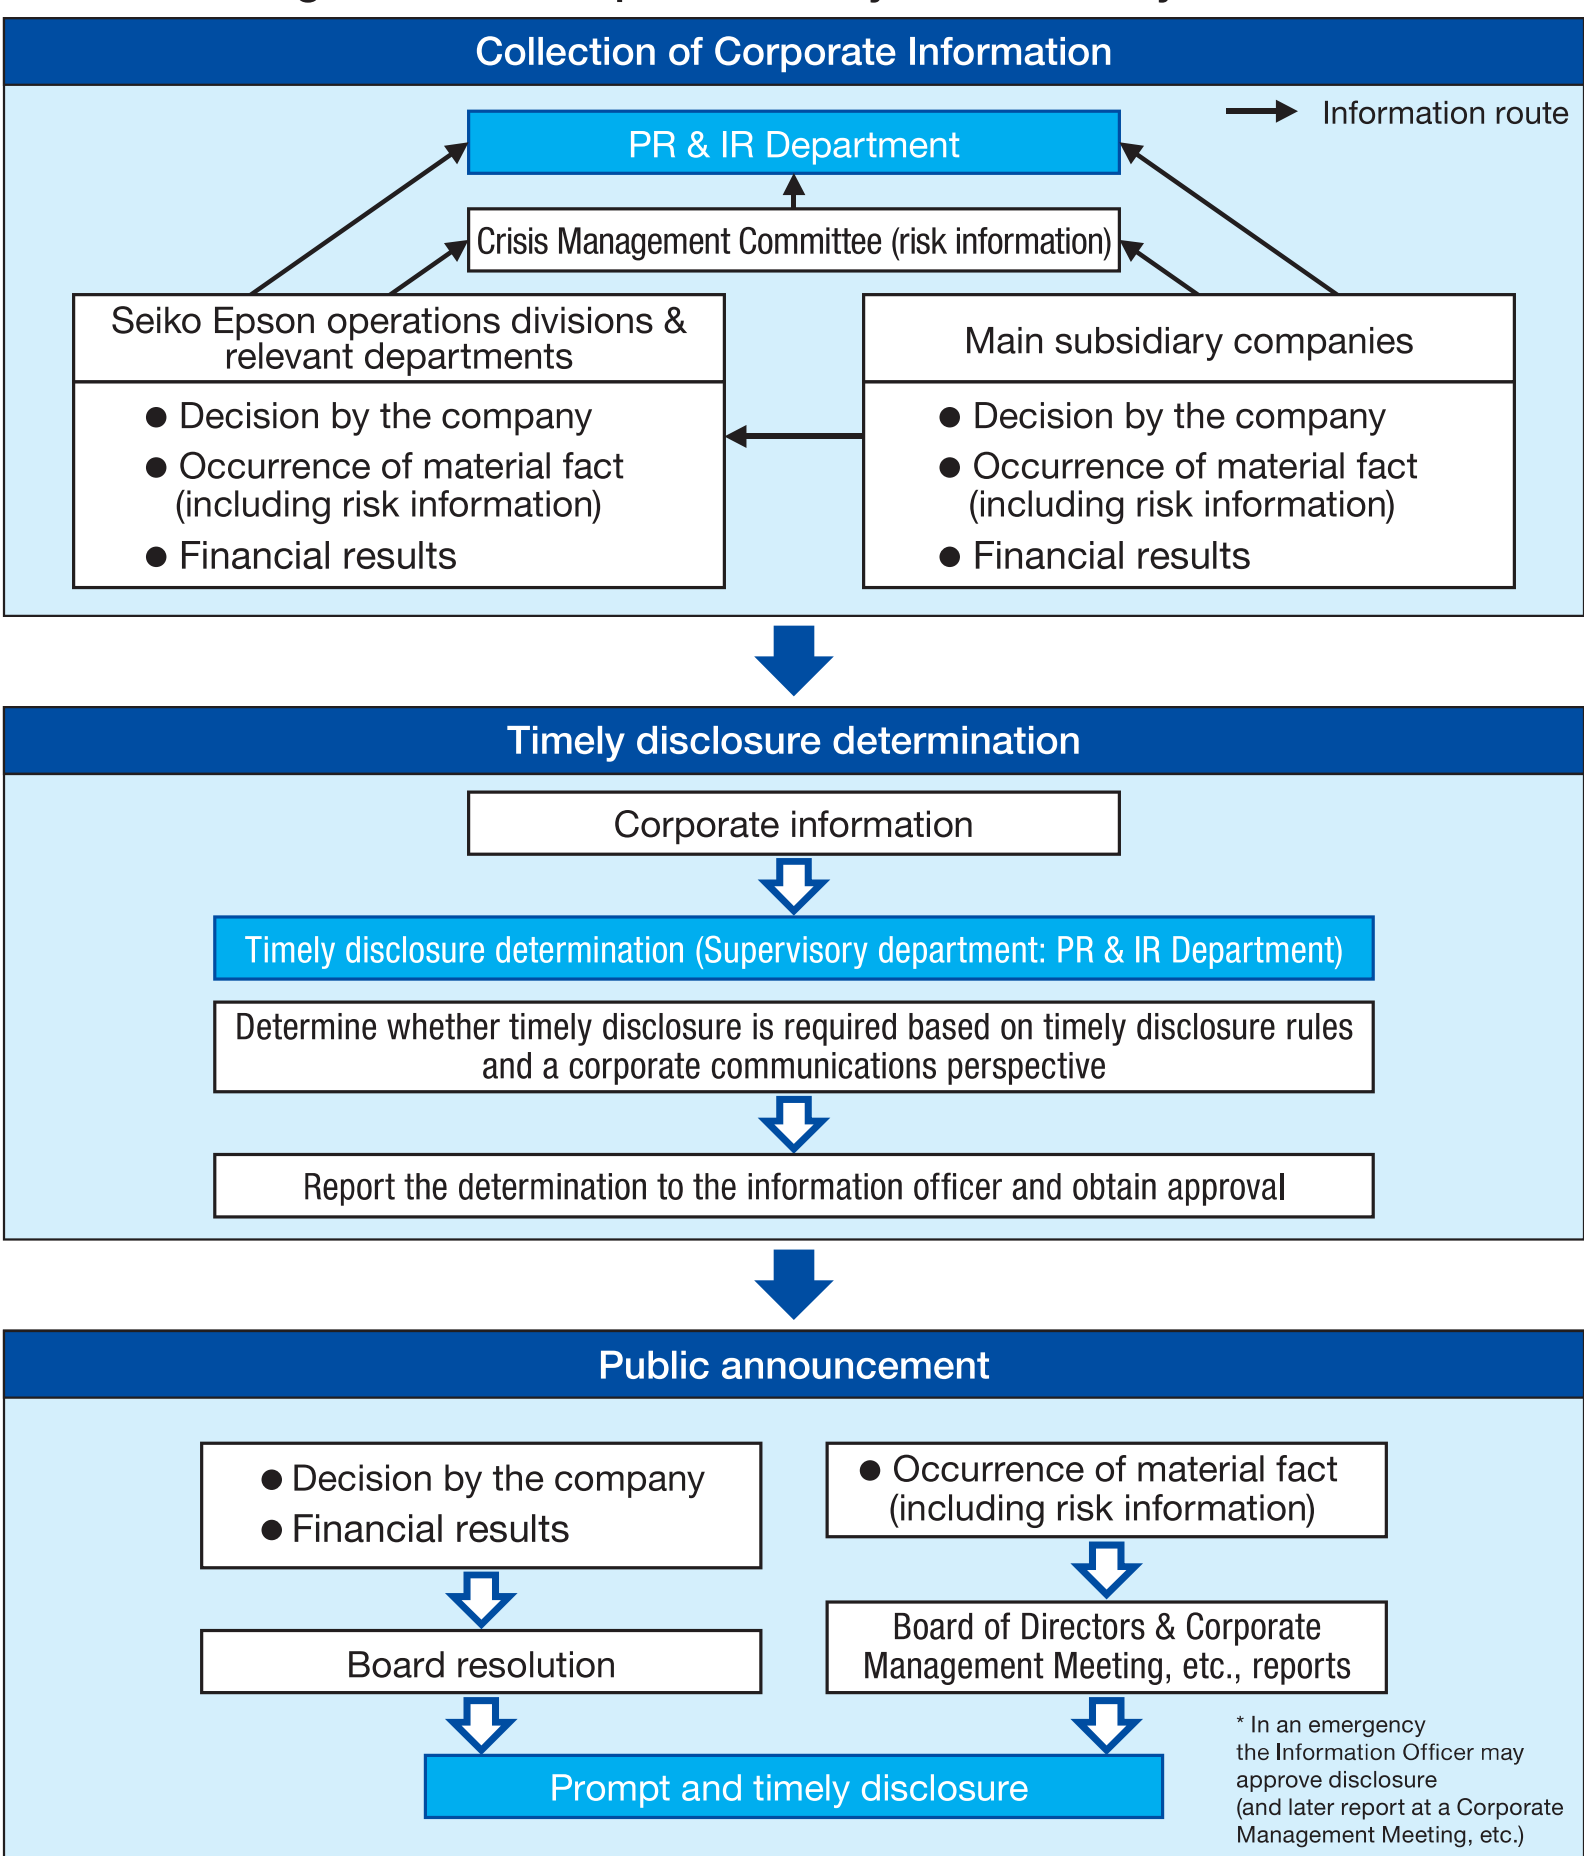 Collection of Corporate Information
Information route
PR & IR Department
Crisis Management Committee (risk information)
Seiko Epson operations divisions &
relevant departments
● Decision by the company
● Occurrence of material fact
(including risk information)
● Financial results
Main subsidiary companies
● Decision by the company
● Occurrence of material fact
(including risk information)
● Financial results
Timely disclosure determination
Corporate information
Timely disclosure determination (Supervisory department: PR & IR Department)
Determine whether timely disclosure is required based on timely disclosure rules
and a corporate communications perspective
Report the determination to the information officer and obtain approval
Public announcement
● Decision by the company
● Financial results
Board resolution
● Occurrence of material fact
(including risk information)
Board of Directors & Corporate
Management Meeting, etc., reports
Prompt and timely disclosure
* In an emergency
the Information Officer may
approve disclosure
(and later report at a Corporate
Management Meeting, etc.)